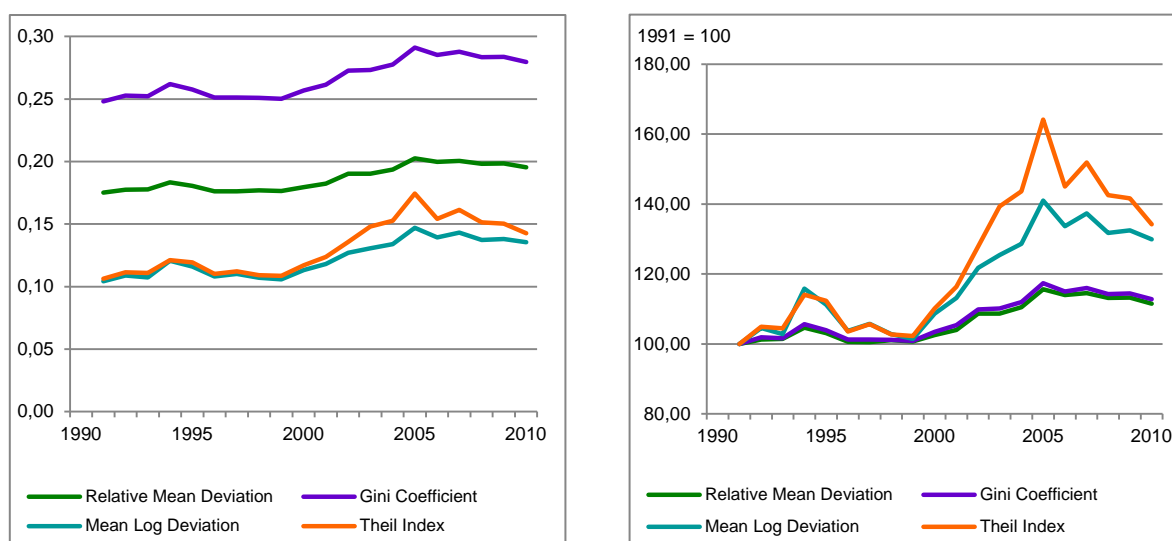 0,30
0,25
0,20
0,15
0,10
0,05
0,00
1990 1995 2000 2005 2010
Relative Mean Deviation Gini Coefficient
Mean Log Deviation Theil Index
1991 = 100
180,00
160,00
140,00
120,00
100,00
80,00
1990 1995 2000 2005 2010
Relative Mean Deviation Gini Coefficient
Mean Log Deviation Theil Index